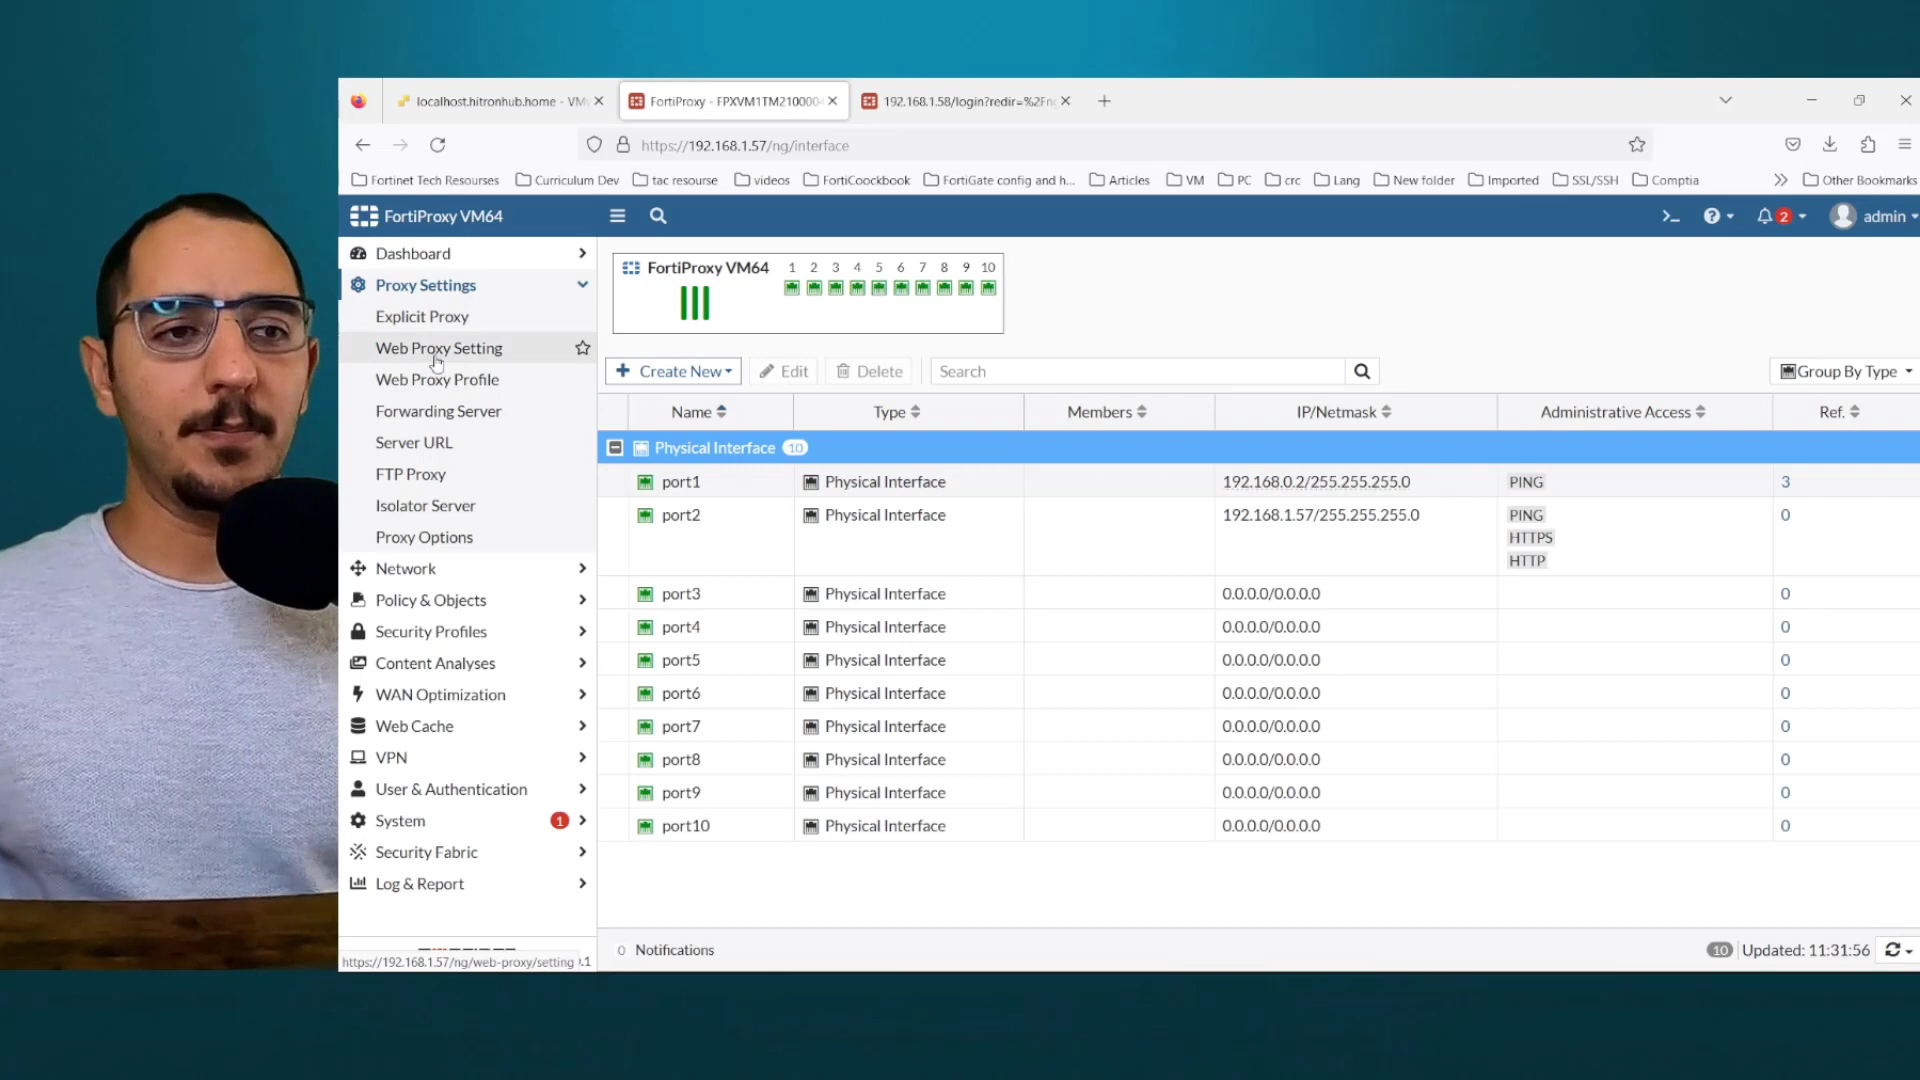 localhost.hitronhub.home - VM
FortiProxy - FPXVM1TM2100004
192.168.1.58/login?redir=%2Fn
https://192.168.1.57/ng/interface
Fortinet Tech Resourses Curriculum Dev tac resourse videos FortiCoockbook FortiGate config and h... Articles VM PC crc Lang New folder Imported SSL/SSH Comptia Other Bookmarks
FortiProxy VM64
2 admin
Dashboard
Proxy Settings
Explicit Proxy
Web Proxy Setting
Web Proxy Profile
Forwarding Server
Server URL
FTP Proxy
Isolator Server
Proxy Options
Network
Policy & Objects
Security Profiles
Content Analyses
WAN Optimization
Web Cache
VPN
User & Authentication
System 1
Security Fabric
Log & Report
https://192.168.1.57/ng/web-proxy/setting .1
FortiProxy VM64 1 2 3 4 5 6 7 8 9 10
+ Create New Edit Delete Search Group By Type
Name Type Members IP/Netmask Administrative Access Ref.
Physical Interface 10
port1 Physical Interface 192.168.0.2/255.255.255.0 PING 3
port2 Physical Interface 192.168.1.57/255.255.255.0 PING 0
HTTPS
HTTP
port3 Physical Interface 0.0.0.0/0.0.0.0 0
port4 Physical Interface 0.0.0.0/0.0.0.0 0
port5 Physical Interface 0.0.0.0/0.0.0.0 0
port6 Physical Interface 0.0.0.0/0.0.0.0 0
port7 Physical Interface 0.0.0.0/0.0.0.0 0
port8 Physical Interface 0.0.0.0/0.0.0.0 0
port9 Physical Interface 0.0.0.0/0.0.0.0 0
port10 Physical Interface 0.0.0.0/0.0.0.0 0
0 Notifications
10 Updated: 11:31:56